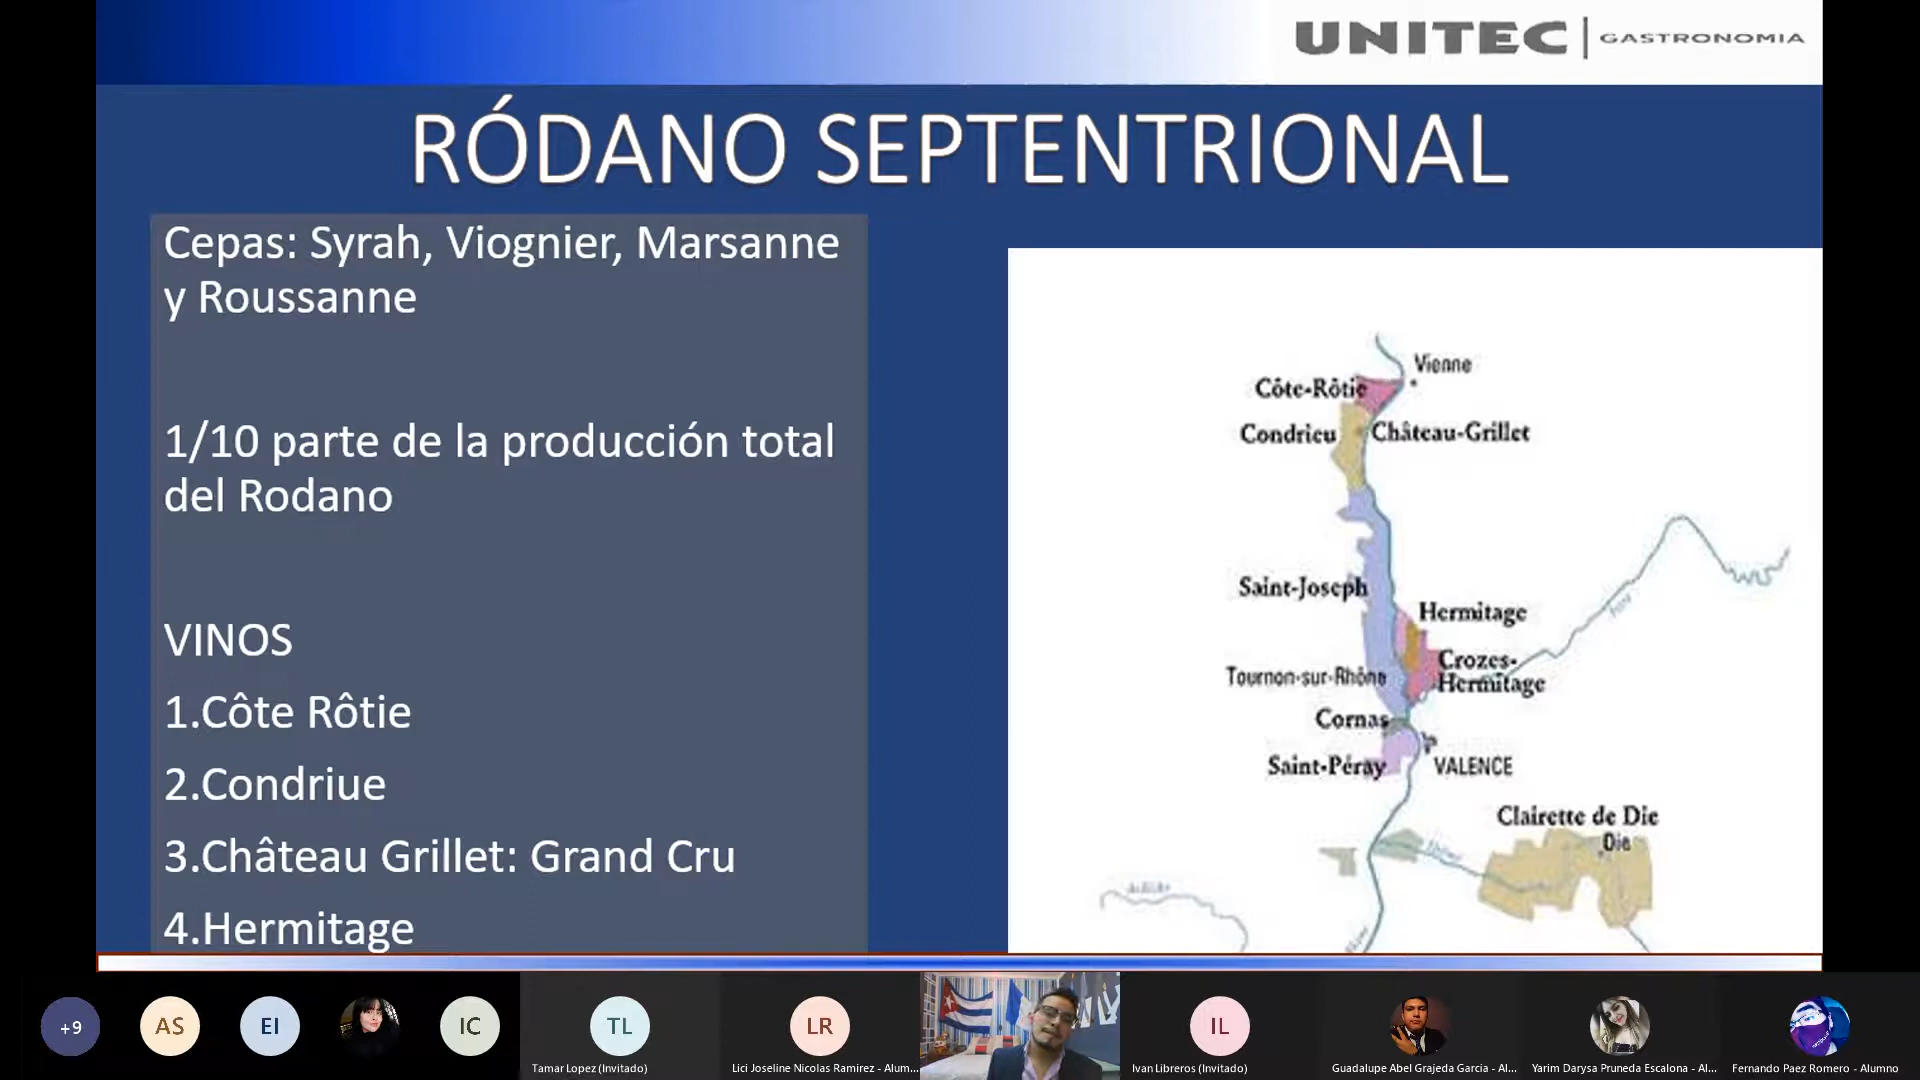 UNITEC | GASTRONOMIA
RÓDANO SEPTENTRIONAL
Cepas: Syrah, Viognier, Marsanne
y Roussanne
1/10 parte de la producción total
del Rodano
VINOS
1.Côte Rôtie
2.Condriue
3.Château Grillet: Grand Cru
4.Hermitage
Vienne
Côte-Rôtie
Condrieu
Château-Grillet
Saint-Joseph
Hermitage
Crozes-
Hermitage
Tournon-sur-Rhône
Cornas
Saint-Péray
VALENCE
Clairette de Die
Die
Rhône
+9
AS
EI
IC
TL
Tamar Lopez (Invitado)
LR
Lici Joseline Nicolas Ramirez - Alum...
IL
Ivan Libreros (Invitado)
Guadalupe Abel Grajeda Garcia - Al...
Yarim Darysa Pruneda Escalona - Al...
Fernando Paez Romero - Alumno